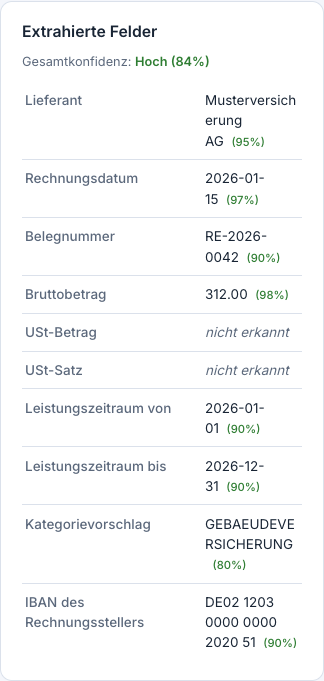 Extrahierte Felder
Gesamtkonfidenz: Hoch (84%)
Lieferant
Musterversich
erung
AG (95%)
Rechnungsdatum
2026-01-
15 (97%)
Belegnummer
RE-2026-
0042 (90%)
Bruttobetrag
312.00 (98%)
USt-Betrag
nicht erkannt
USt-Satz
nicht erkannt
Leistungszeitraum von
2026-01-
01 (90%)
Leistungszeitraum bis
2026-12-
31 (90%)
Kategorievorschlag
GEBAEUDEVE
RSICHERUNG
(80%)
IBAN des
Rechnungsstellers
DE02 1203
0000 0000
2020 51 (90%)